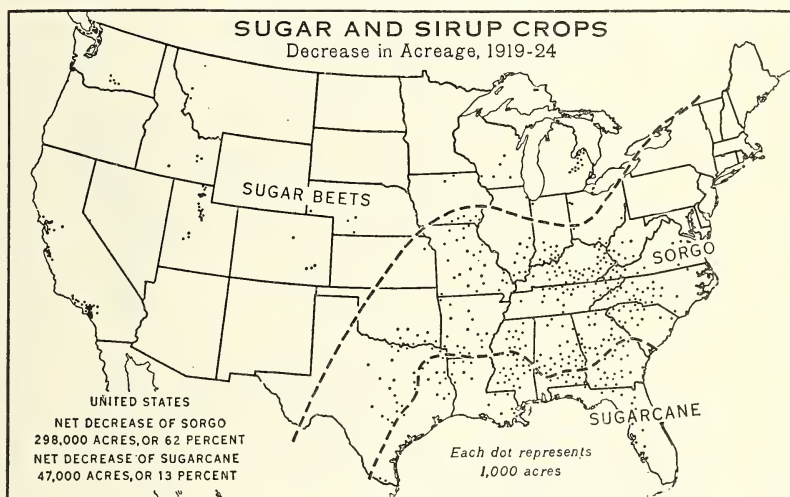 SUGAR AND SIRUP CROPS
Decrease in Acreage, 1919-24
SUGAR BEETS
SORGO
SUGARCANE
UNITED STATES
NET DECREASE OF SORGO
298,000 ACRES, OR 62 PERCENT
NET DECREASE OF SUGARCANE
47,000 ACRES, OR 13 PERCENT
Each dot represents
1,000 acres